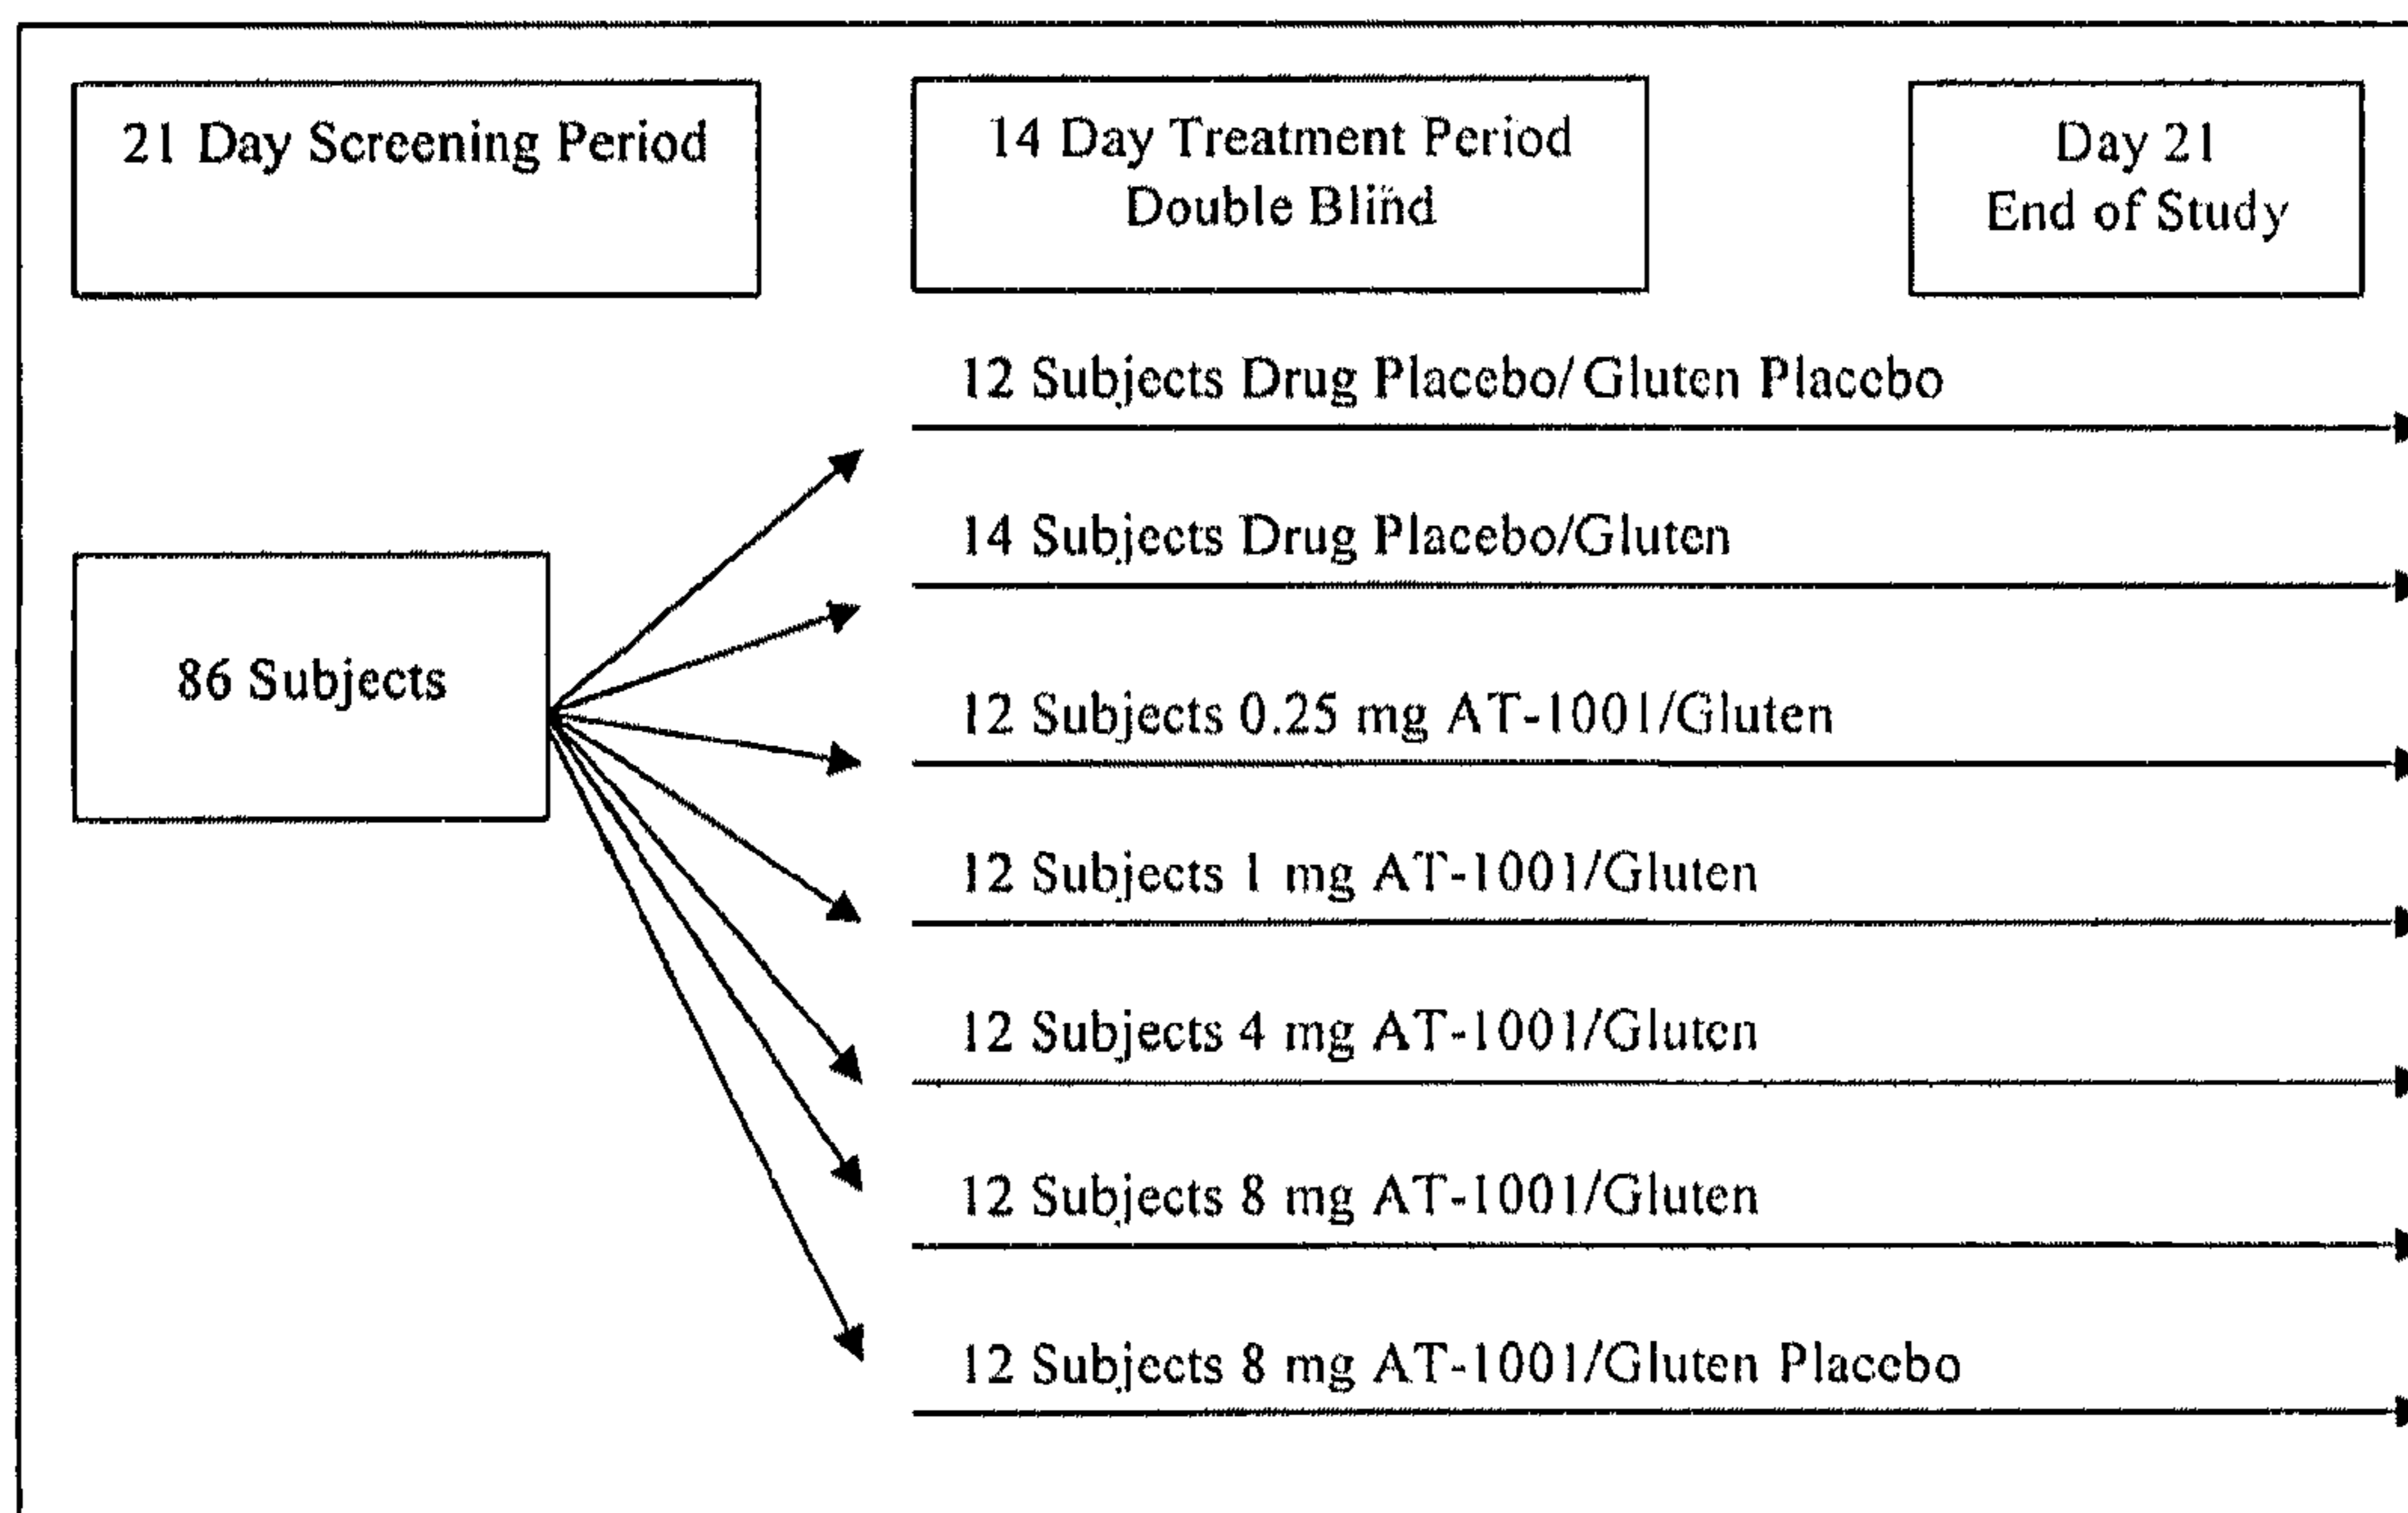 21 Day Screening Period
14 Day Treatment Period
Double Blind
Day 21
End of Study
12 Subjects Drug Placebo/Gluten Placebo
14 Subjects Drug Placebo/Gluten
86 Subjects
12 Subjects 0.25 mg AT-1001/Gluten
12 Subjects 1 mg AT-1001/Gluten
12 Subjects 4 mg AT-1001/Gluten
12 Subjects 8 mg AT-1001/Gluten
12 Subjects 8 mg AT-1001/Gluten Placebo